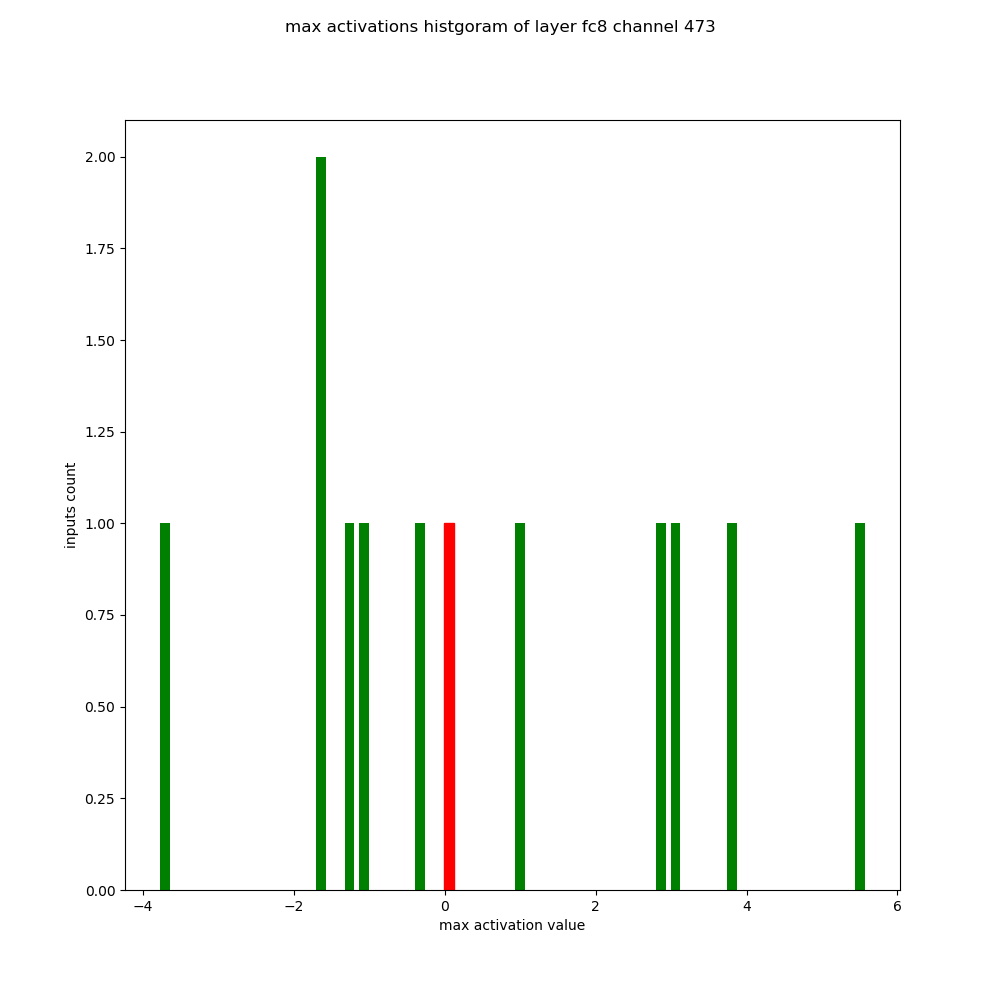 max activations histgoram of layer fc8 channel 473
2.00
1.75
1.50
1.25
1.00
0.75
0.50
0.25
0.00
inputs count
−4 −2 0 2 4 6
max activation value